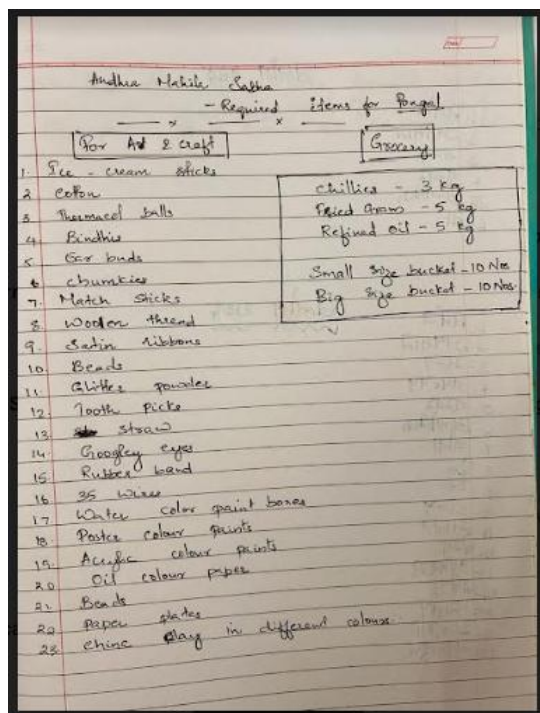 Andhra Mahila Sabha
- Required items for Pongal
For Art & craft
1. Ice - cream sticks
2 Cotton
3 Thermacol balls
4 Bindhis
5 Ear buds
6 chumkies
7. Match sticks
8. Woolen thread
9. Satin ribbons
10 Beads
11 Glitter powder
12 Tooth picks
13 straw
14 Googley eyes
15 Rubber band
16 35 wires
17 Water color paint boxes
18 Poster colour paints
19. Acrylic colour paints
20 Oil colour paper
21 Beads
22 Paper plates
23 chine clay in different colours.
Grocery
chillies - 3 kg
Fried Gram - 5 kg
Refined oil - 5 kg
Small size bucket - 10 Nos
Big size bucket - 10 Nos.